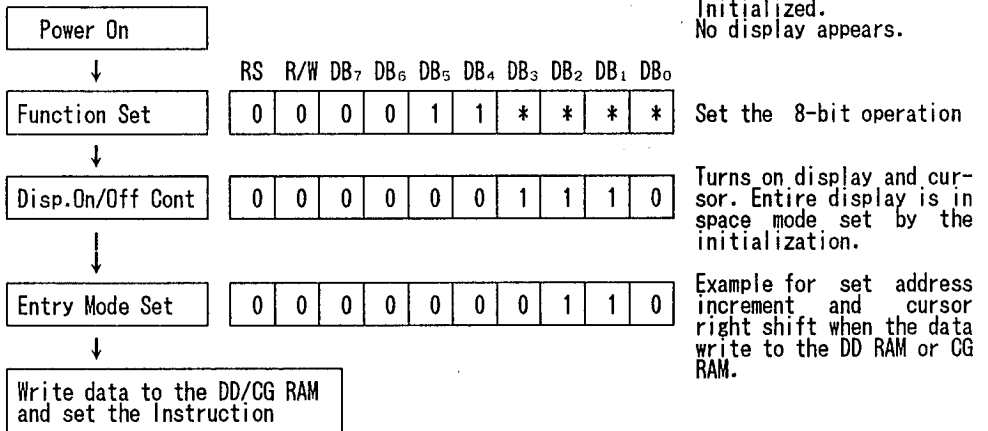 Initialized.
Power On
No display appears.
RS R/W DB₇ DB₆ DB₅ DB₄ DB₃ DB₂ DB₁ DB₀
Function Set 0 0 0 0 1 1 * * * * Set the 8-bit operation
Disp.On/Off Cont 0 0 0 0 0 0 1 1 1 0
Turns on display and cur-
sor. Entire display is in
space mode set by the
initialization.
Entry Mode Set 0 0 0 0 0 0 0 1 1 0
Example for set address
increment and cursor
right shift when the data
write to the DD RAM or CG
RAM.
Write data to the DD/CG RAM
and set the Instruction